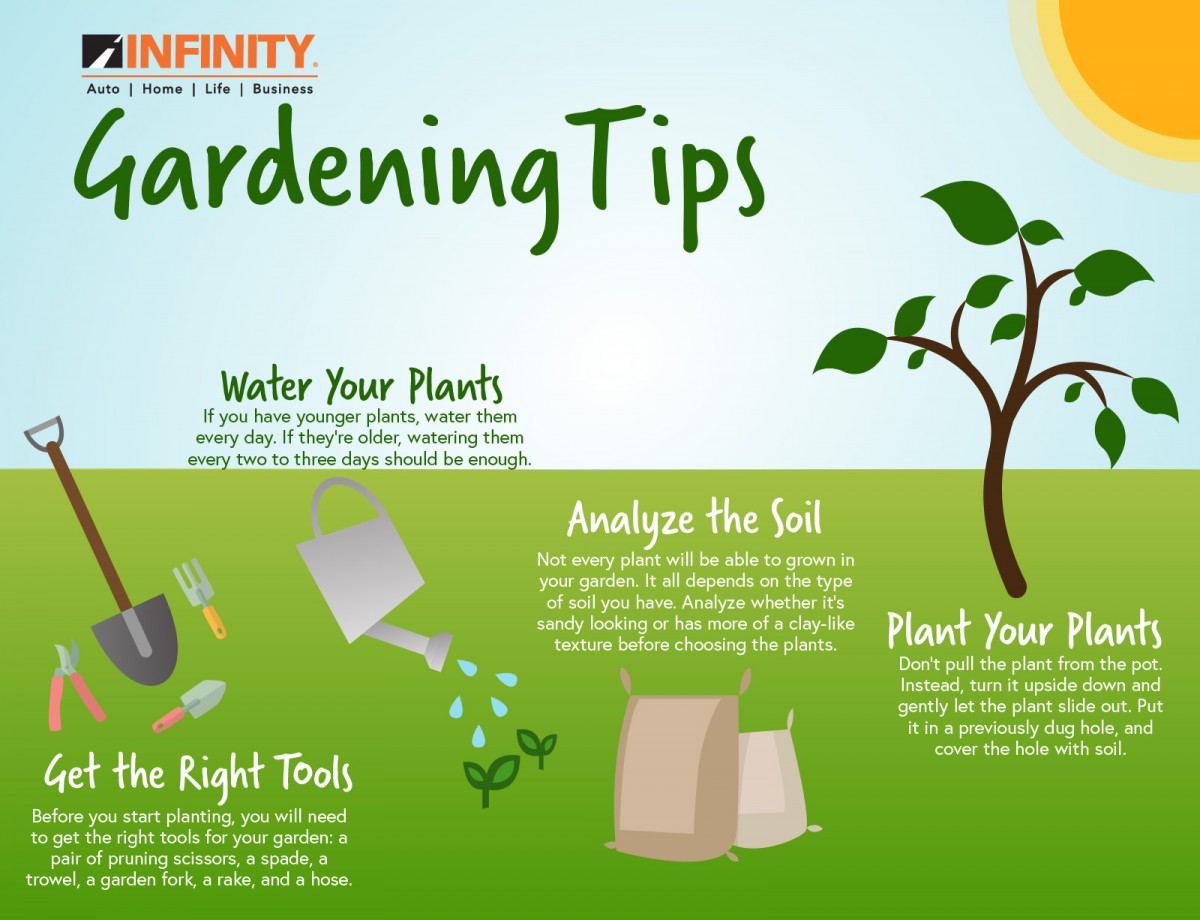 INFINITY.
Auto | Home | Life | Business
Gardening Tips
Water Your Plants
If you have younger plants, water them
every day. If they're older, watering them
every two to three days should be enough.
Analyze the Soil
Not every plant will be able to grown in
your garden. It all depends on the type
of soil you have. Analyze whether it's
sandy looking or has more of a clay-like
texture before choosing the plants.
Plant Your Plants
Don't pull the plant from the pot.
Instead, turn it upside down and
gently let the plant slide out. Put
it in a previously dug hole, and
cover the hole with soil.
Get the Right Tools
Before you start planting, you will need
to get the right tools for your garden: a
pair of pruning scissors, a spade, a
trowel, a garden fork, a rake, and a hose.